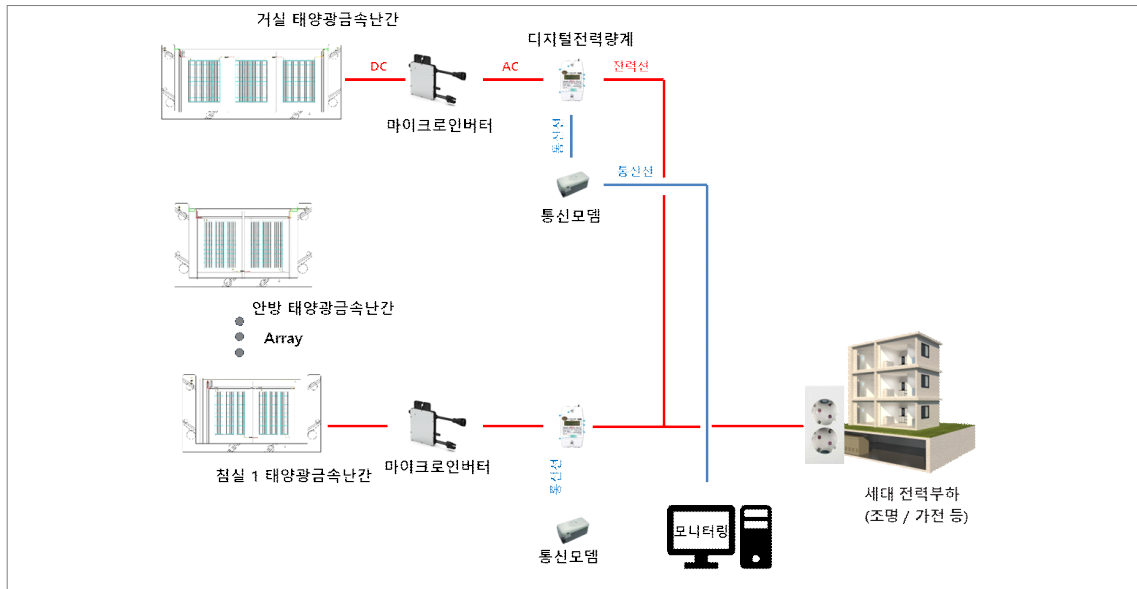 거실 태양광금속난간
디지털전력량계
DC
AC
전력선
마이크로인버터
통신선
통신선
통신모뎀
안방 태양광금속난간
Array
마이크로인버터
침실 1 태양광금속난간
통신선
통신모뎀
모니터링
세대 전력부하
(조명 / 가전 등)